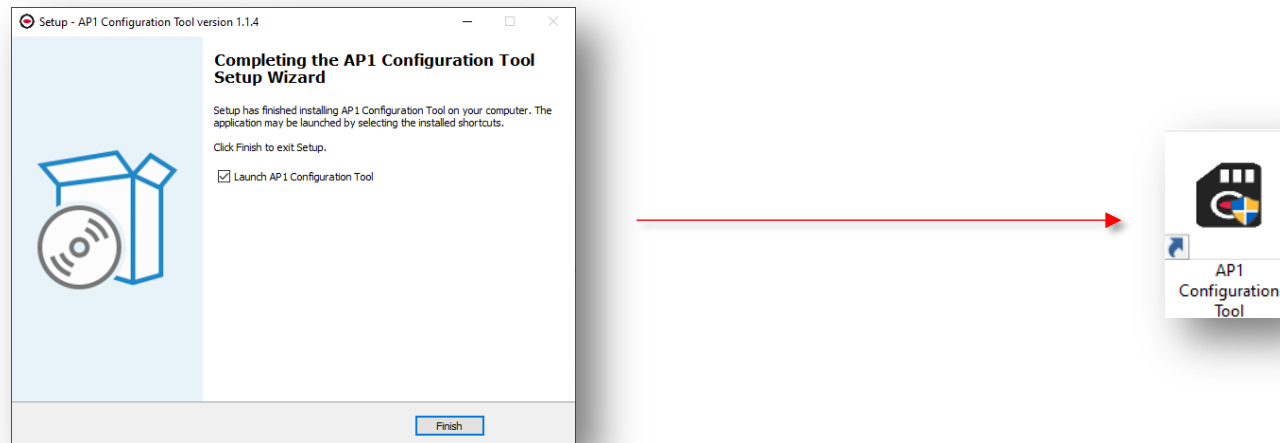 Setup - AP1 Configuration Tool version 1.1.4
Completing the AP1 Configuration Tool
Setup Wizard
Setup has finished installing AP1 Configuration Tool on your computer. The
application may be launched by selecting the installed shortcuts.
Click Finish to exit Setup.
Launch AP1 Configuration Tool
Finish
AP1
Configuration
Tool